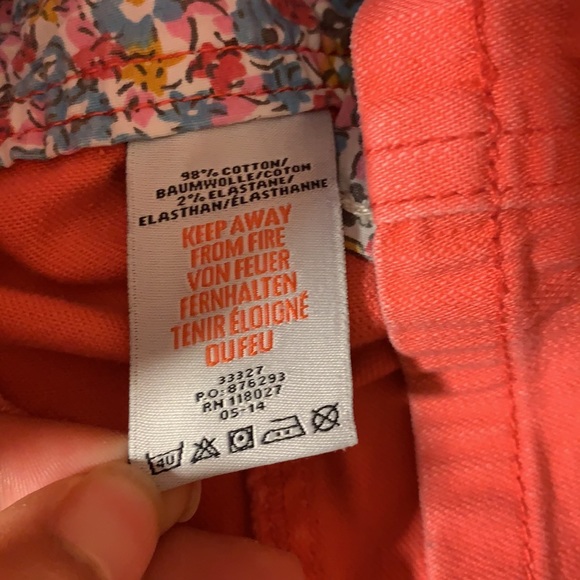 98% COTTON/
BAUMWOLLE/COTON
2% ELASTANE/
ELASTHAN/ÉLASTHANNE
KEEP AWAY
FROM FIRE
VON FEUER
FERNHALTEN
TENIR ÉLOIGNÉ
DU FEU
33327
P.O: 876293
RN 118027
05-14
40